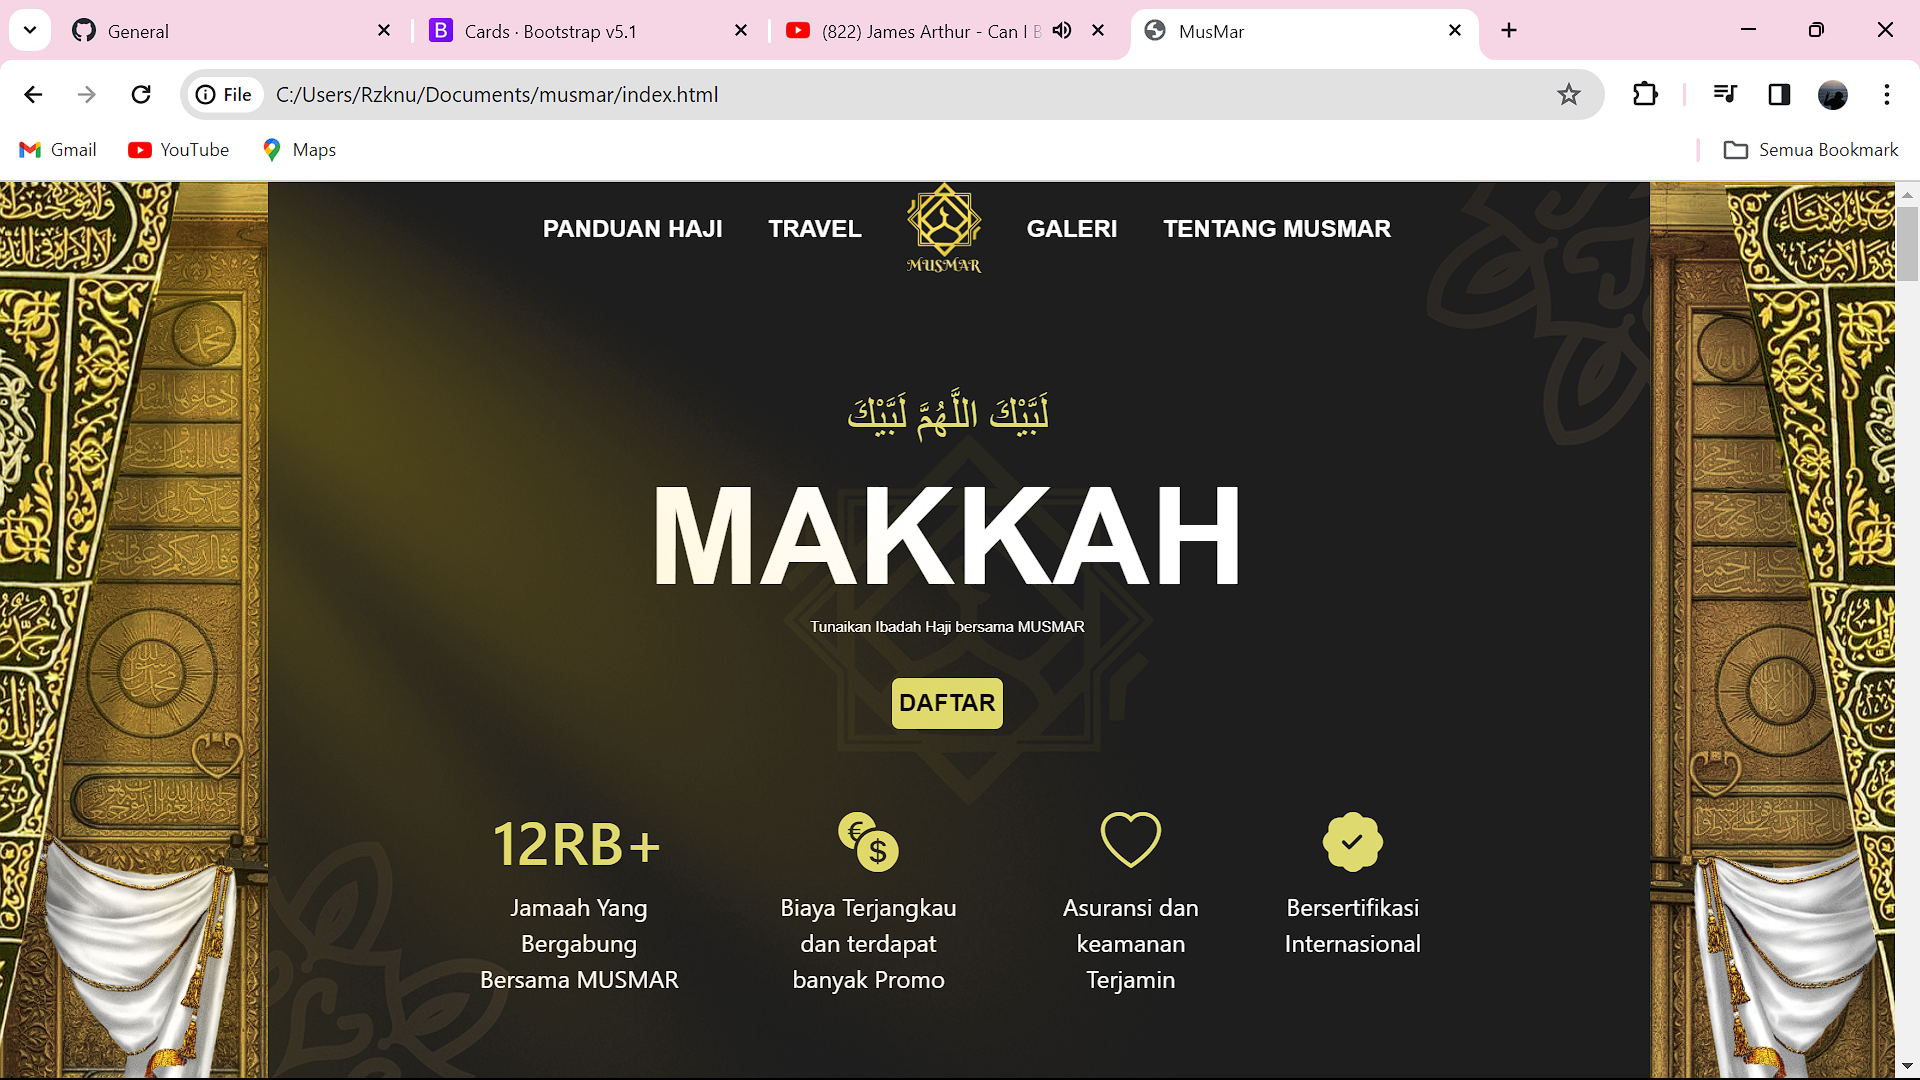 General
Cards · Bootstrap v5.1
(822) James Arthur - Can I B
MusMar
File
C:/Users/Rzknu/Documents/musmar/index.html
Gmail
YouTube
Maps
Semua Bookmark
PANDUAN HAJI
TRAVEL
MUSMAR
GALERI
TENTANG MUSMAR
لَبَّيْكَ اللَّهُمَّ لَبَّيْكَ
MAKKAH
Tunaikan Ibadah Haji bersama MUSMAR
DAFTAR
12RB+
Jamaah Yang
Bergabung
Bersama MUSMAR
Biaya Terjangkau
dan terdapat
banyak Promo
Asuransi dan
keamanan
Terjamin
Bersertifikasi
Internasional